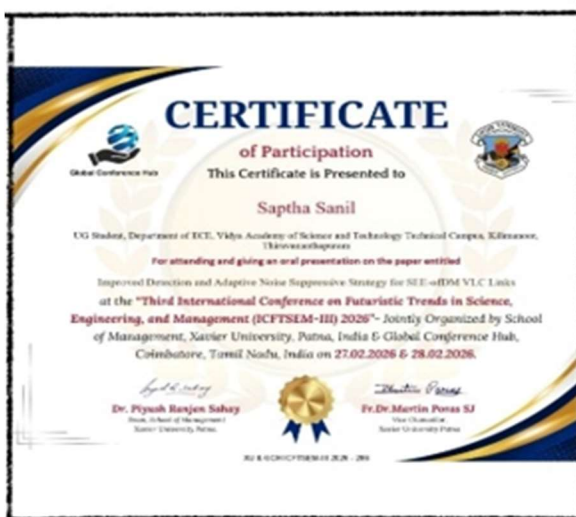 CERTIFICATE
of Participation
Global Conference Hub
This Certificate is Presented to
Saptha Sanil
UG Student, Department of ECE, Vidya Academy of Science and Technology Technical Campus, Kilimanoor,
Thiruvananthapuram
For attending and giving an oral presentation on the paper entitled
Improved Detection and Adaptive Noise Suppressive Strategy for SEE-ofDM VLC Links
at the "Third International Conference on Futuristic Trends in Science,
Engineering, and Management (ICFTSEM-III) 2026"- Jointly Organized by School
of Management, Xavier University, Patna, India & Global Conference Hub,
Coimbatore, Tamil Nadu, India on 27.02.2026 & 28.02.2026.
Dr. Piyush Ranjan Sahay
Dean, School of Management
Xavier University Patna
Fr.Dr.Martin Poras SJ
Vice Chancellor
Xavier University Patna